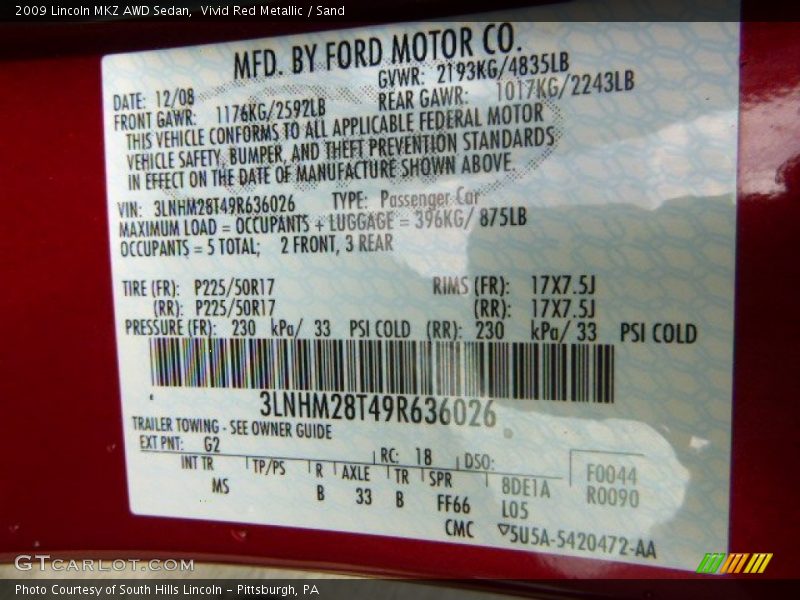 2009 Lincoln MKZ AWD Sedan,  Vivid Red Metallic / Sand
MFD. BY FORD MOTOR CO.
DATE: 12/08 GVWR: 2193KG/4835LB
FRONT GAWR: 1176KG/2592LB REAR GAWR: 1017KG/2243LB
THIS VEHICLE CONFORMS TO ALL APPLICABLE FEDERAL MOTOR
VEHICLE SAFETY, BUMPER, AND THEFT PREVENTION STANDARDS
IN EFFECT ON THE DATE OF MANUFACTURE SHOWN ABOVE.
VIN: 3LNHM28T49R636026 TYPE: Passenger Car
MAXIMUM LOAD = OCCUPANTS + LUGGAGE = 396KG/ 875LB
OCCUPANTS = 5 TOTAL; 2 FRONT, 3 REAR
TIRE (FR): P225/50R17 RIMS (FR): 17X7.5J
(RR): P225/50R17 (RR): 17X7.5J
PRESSURE (FR): 230 kPa/ 33 PSI COLD (RR): 230 kPa/ 33 PSI COLD
3LNHM28T49R636026
TRAILER TOWING - SEE OWNER GUIDE
EXT PNT: G2 RC: 18 DSO: F0044
INT TR TP/PS R AXLE TR SPR 8DE1A R0090
MS B 33 B FF66 L05
CMC 5U5A-5420472-AA
GTCarLot.com
Photo Courtesy of South Hills Lincoln – Pittsburgh, PA